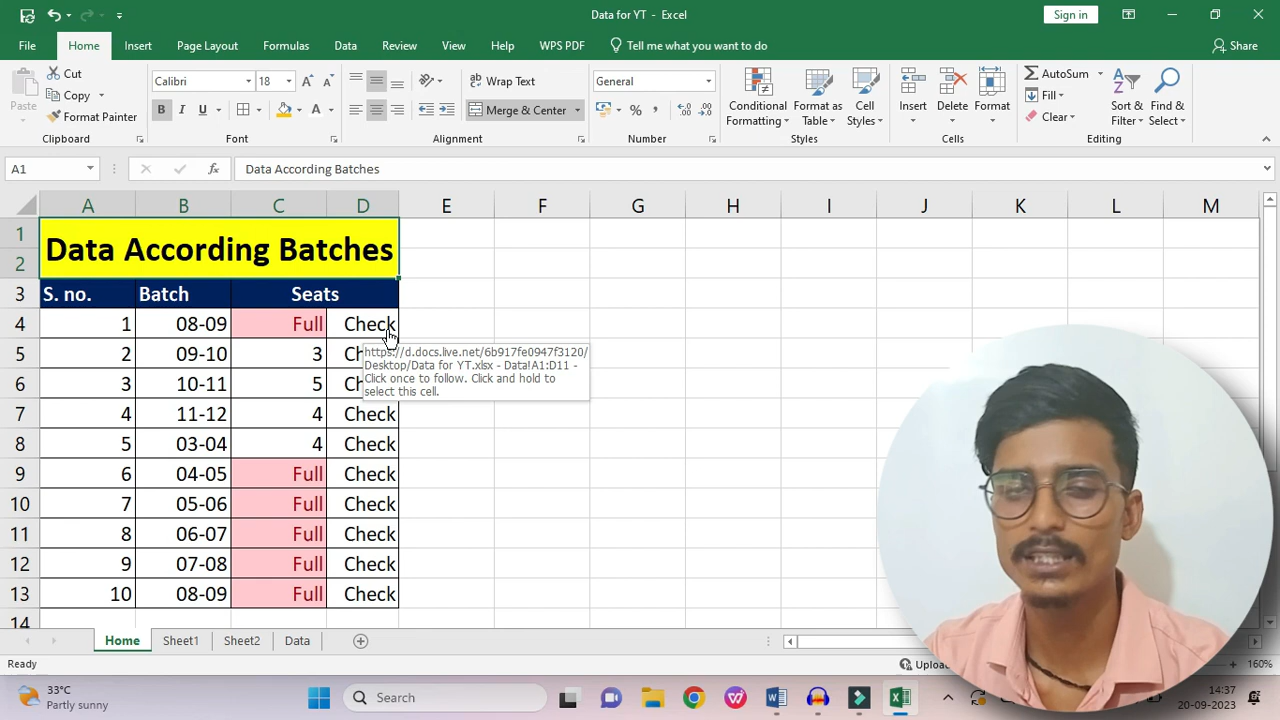 Data for YT - Excel
Sign in
File Home Insert Page Layout Formulas Data Review View Help WPS PDF Tell me what you want to do Share
Paste
Cut
Copy
Format Painter
Clipboard
Calibri 18
B I U
Font
Wrap Text
Merge & Center
Alignment
General
Number
Conditional Formatting
Format as Table
Cell Styles
Styles
Insert Delete Format
Cells
AutoSum
Fill
Clear
Sort & Filter
Find & Select
Editing
A1 fx Data According Batches
A B C D E F G H I J K L M
1
Data According Batches
2
3 S. no. Batch Seats
4 1 08-09 Full Check
https://d.docs.live.net/6b917fe0947f3120/
Desktop/Data for YT.xlsx - Data!A1:D11 -
Click once to follow. Click and hold to
select this cell.
5 2 09-10 3
6 3 10-11 5
7 4 11-12 4 Check
8 5 03-04 4 Check
9 6 04-05 Full Check
10 7 05-06 Full Check
11 8 06-07 Full Check
12 9 07-08 Full Check
13 10 08-09 Full Check
14
Home Sheet1 Sheet2 Data
Ready 160%
33°C
Partly sunny
Search
14:37
20-09-2023